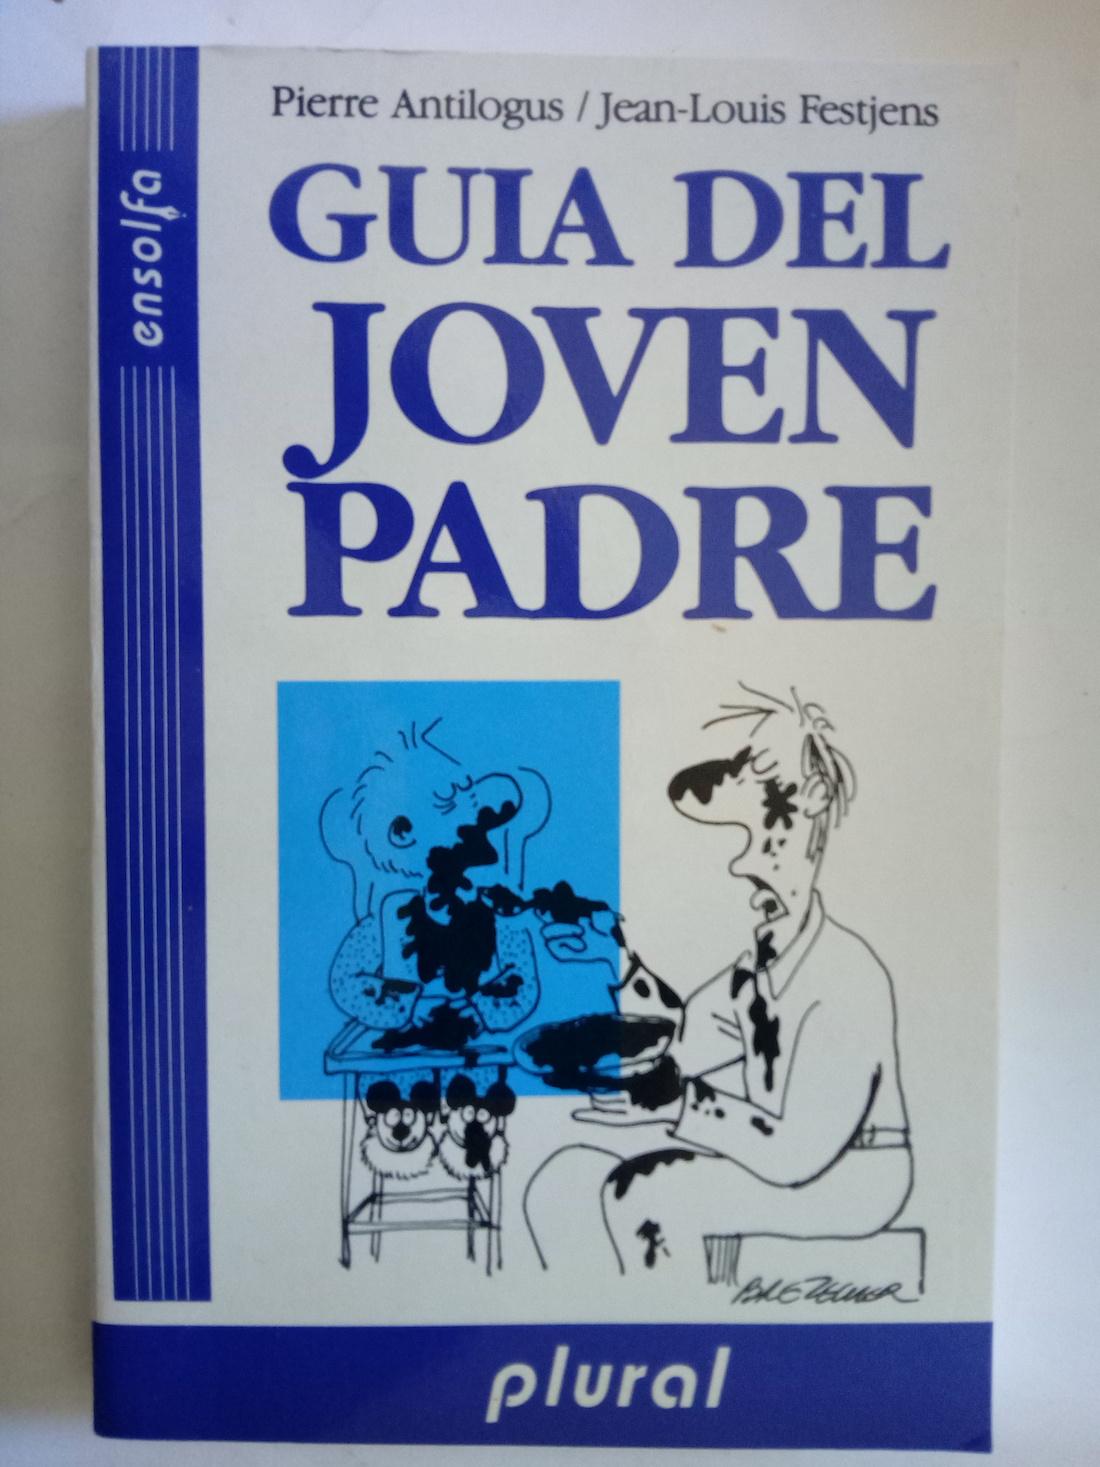 Pierre Antilogus / Jean-Louis Festjens
GUIA DEL
JOVEN
PADRE
ensolfa
plural